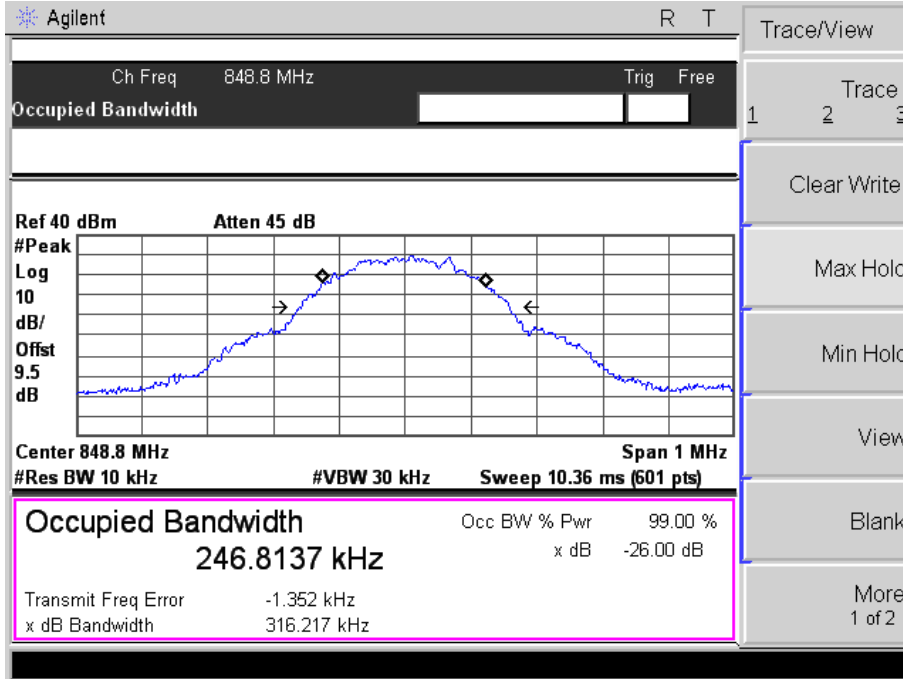 Agilent R T
Trace/View
Ch Freq 848.8 MHz Trig Free
Occupied Bandwidth
Trace
1 2 3
Clear Write
Ref 40 dBm Atten 45 dB
#Peak
Log
10
dB/
Offst
9.5
dB
Max Hold
Min Hold
Center 848.8 MHz Span 1 MHz
#Res BW 10 kHz #VBW 30 kHz Sweep 10.36 ms (601 pts)
View
Occupied Bandwidth
246.8137 kHz
Occ BW % Pwr 99.00 %
x dB -26.00 dB
Blank
Transmit Freq Error -1.352 kHz
x dB Bandwidth 316.217 kHz
More
1 of 2